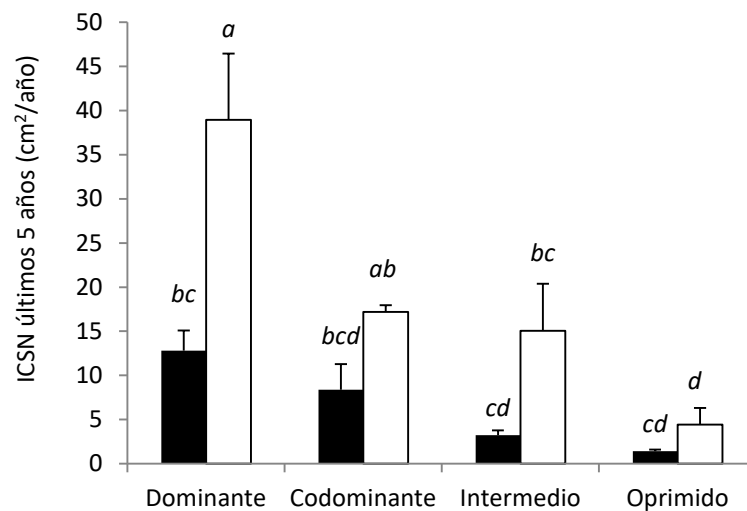 ICSN últimos 5 años (cm²/año)
50
45
40
35
30
25
20
15
10
5
0
bc
a
bcd
ab
cd
bc
cd
d
Dominante
Codominante
Intermedio
Oprimido